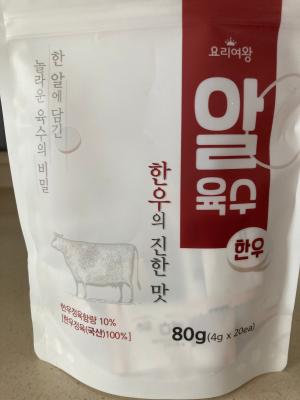 요리여왕
알
육수
한우
한 알에 담긴
놀라운 육수의 비밀
한우의 진한 맛
한우정육함량 10%
[한우정육(국산)100%]
80g(4g x 20ea)